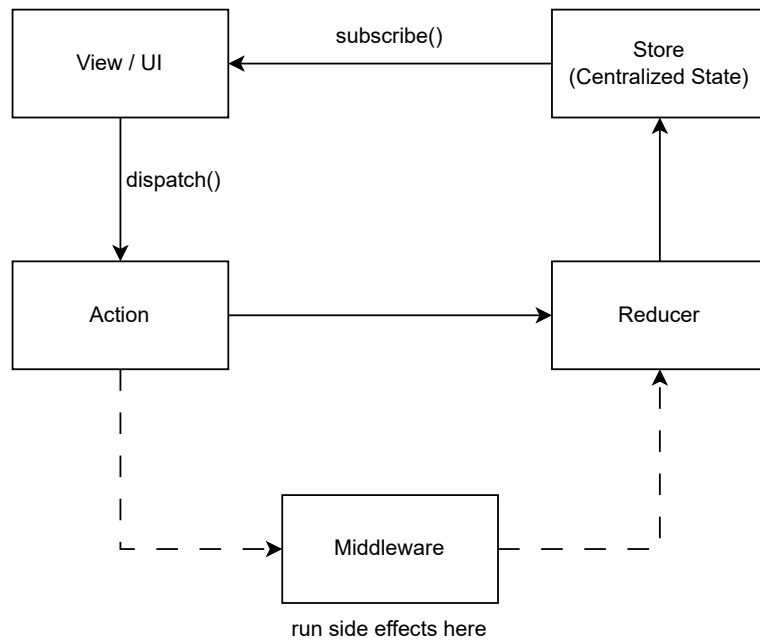 View / UI
subscribe()
Store
(Centralized State)
dispatch()
Action
Reducer
Middleware
run side effects here